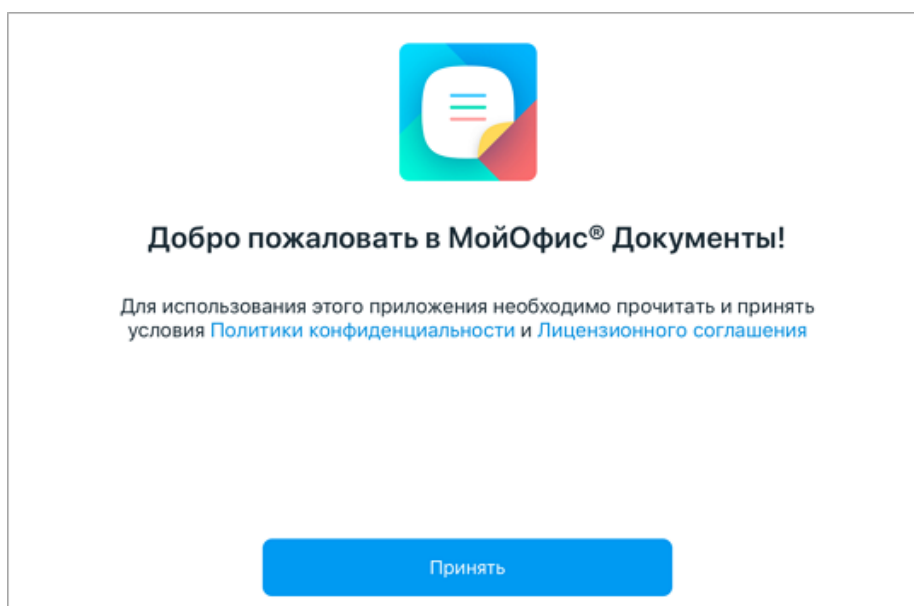 Добро пожаловать в МойОфис® Документы!
Для использования этого приложения необходимо прочитать и принять
условия Политики конфиденциальности и Лицензионного соглашения
Принять